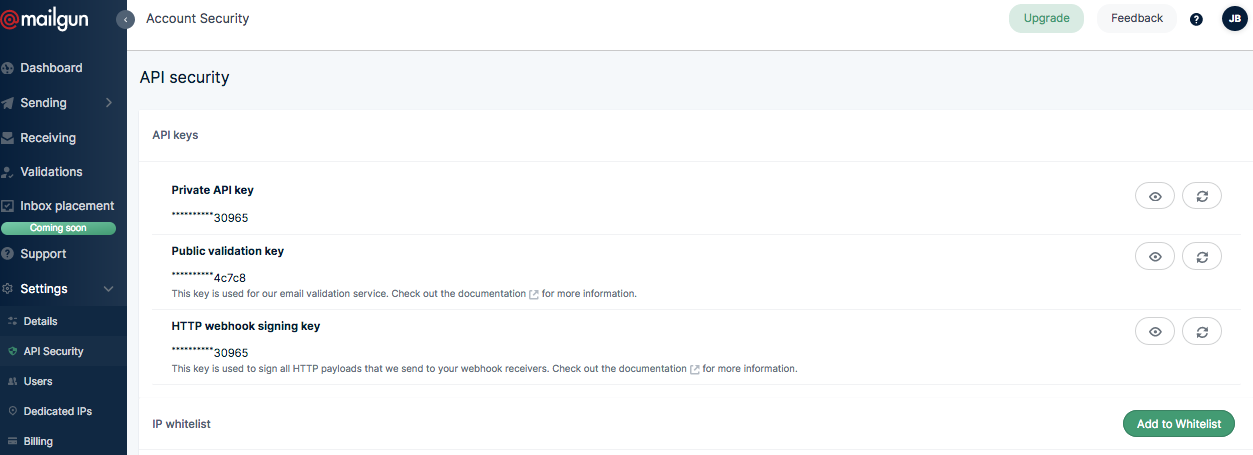 mailgun
Account Security
Upgrade
Feedback
?
JB
Dashboard
Sending
Receiving
Validations
Inbox placement
Coming soon
Support
Settings
Details
API Security
Users
Dedicated IPs
Billing
API security
API keys
Private API key
**********30965
Public validation key
**********4c7c8
This key is used for our email validation service. Check out the documentation for more information.
HTTP webhook signing key
**********30965
This key is used to sign all HTTP payloads that we send to your webhook receivers. Check out the documentation for more information.
IP whitelist
Add to Whitelist